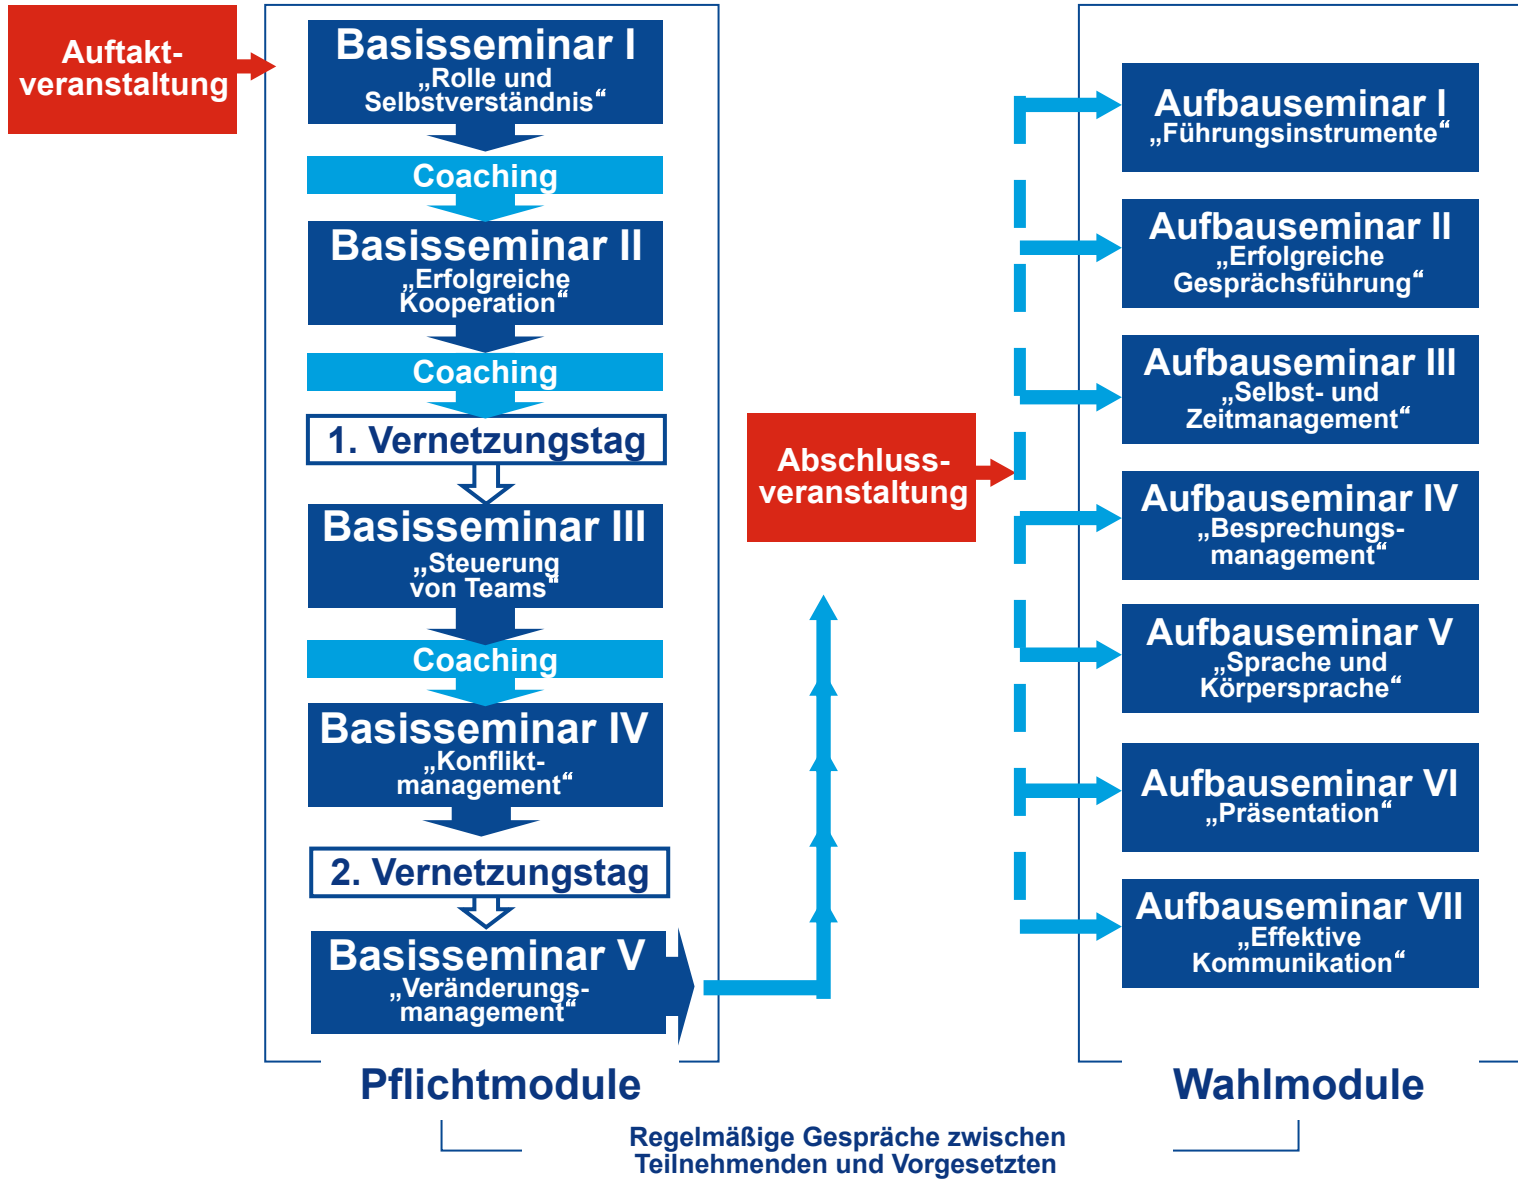 Auftakt-
veranstaltung
Basisseminar I
„Rolle und
Selbstverständnis“
Coaching
Basisseminar II
„Erfolgreiche
Kooperation“
Coaching
1. Vernetzungstag
Basisseminar III
„Steuerung
von Teams“
Coaching
Basisseminar IV
„Konflikt-
management“
2. Vernetzungstag
Basisseminar V
„Veränderungs-
management“
Pflichtmodule
Abschluss-
veranstaltung
Aufbauseminar I
„Führungsinstrumente“
Aufbauseminar II
„Erfolgreiche
Gesprächsführung“
Aufbauseminar III
„Selbst- und
Zeitmanagement“
Aufbauseminar IV
„Besprechungs-
management“
Aufbauseminar V
„Sprache und
Körpersprache“
Aufbauseminar VI
„Präsentation“
Aufbauseminar VII
„Effektive
Kommunikation“
Wahlmodule
Regelmäßige Gespräche zwischen
Teilnehmenden und Vorgesetzten